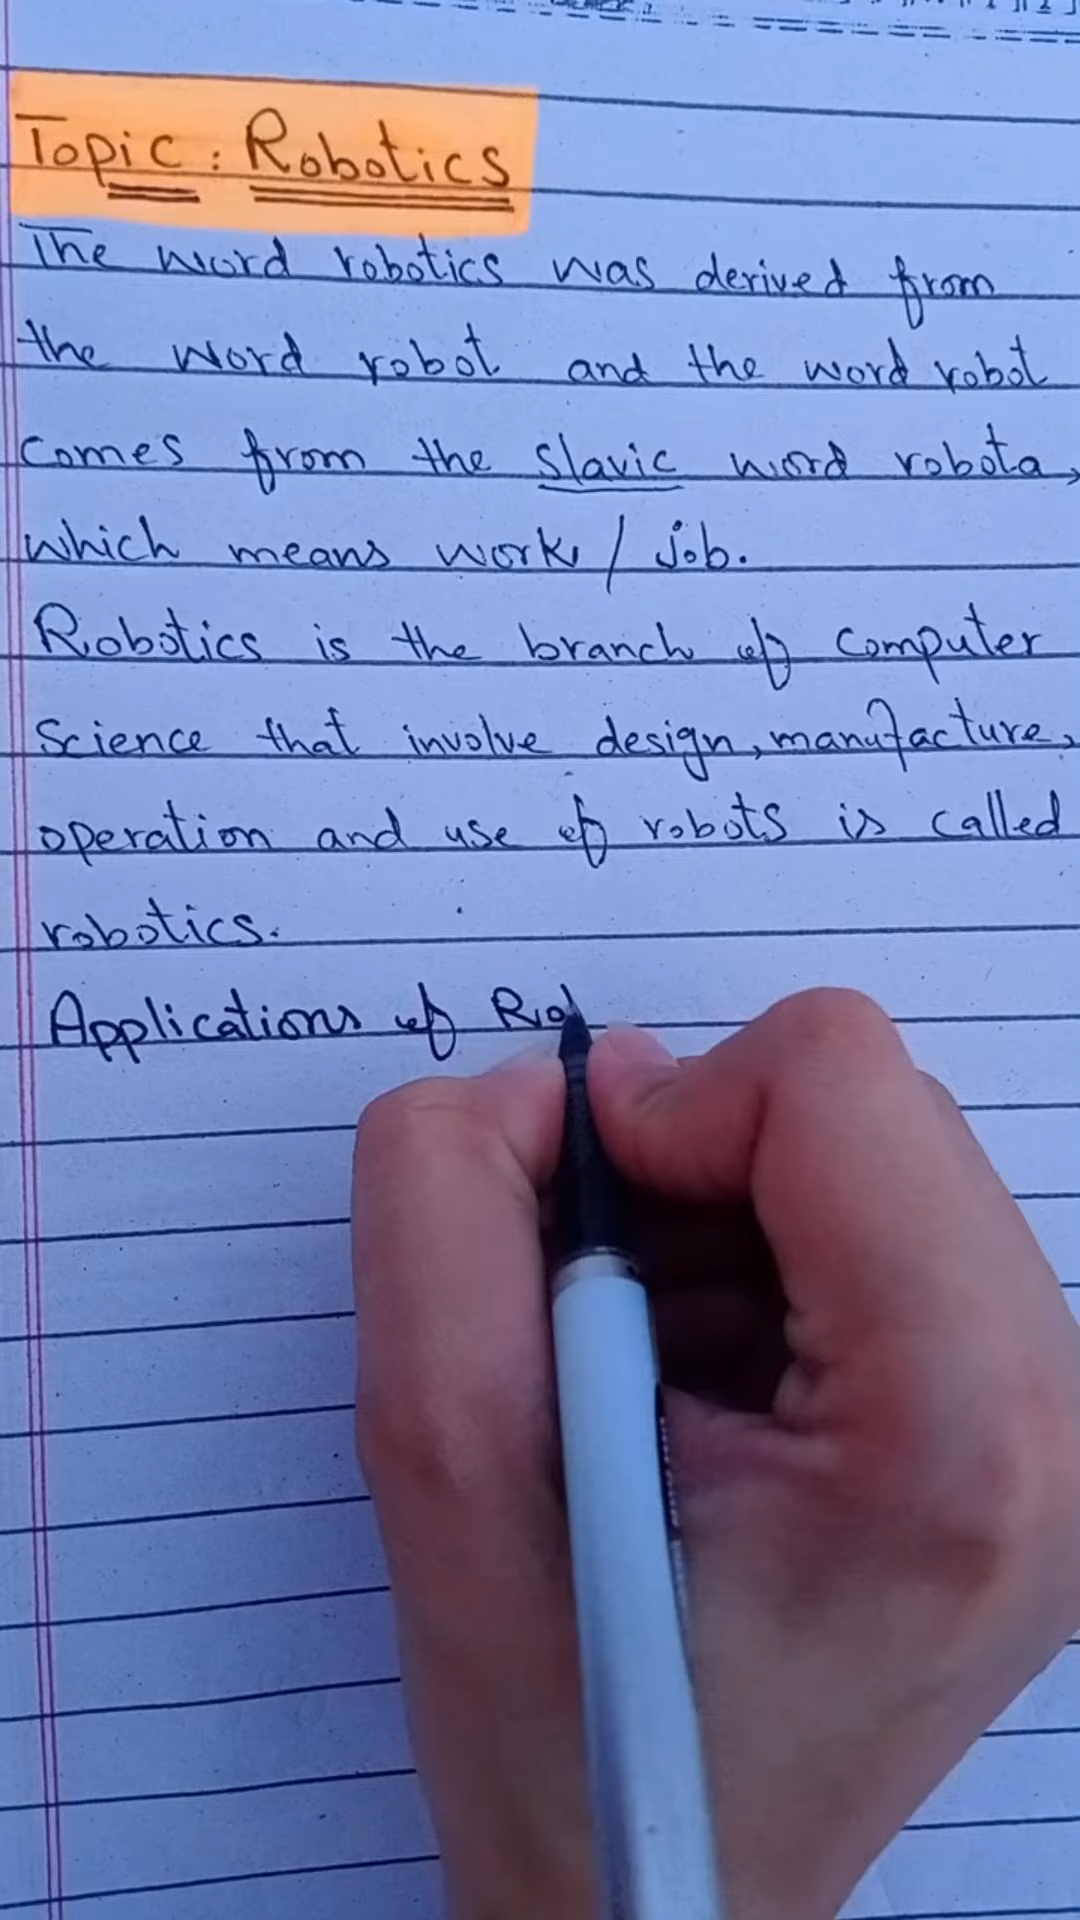 Topic: Robotics
The word robotics was derived from
the word robot and the word robot
comes from the slavic word robota,
which means work / job.
Robotics is the branch of computer
science that involve design, manufacture,
operation and use of robots is called
robotics.
Applications of Ro